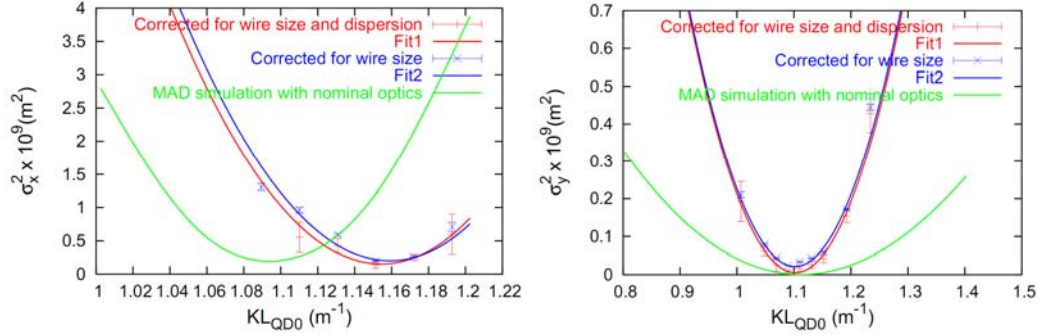 Corrected for wire size and dispersion
Fit1
Corrected for wire size
Fit2
MAD simulation with nominal optics
4
3.5
3
2.5
2
1.5
1
0.5
0
σx² x 10⁹(m²)
1 1.02 1.04 1.06 1.08 1.1 1.12 1.14 1.16 1.18 1.2 1.22
KLQD0 (m⁻¹)
Corrected for wire size and dispersion
Fit1
Corrected for wire size
Fit2
MAD simulation with nominal optics
0.7
0.6
0.5
0.4
0.3
0.2
0.1
0
σy² x 10⁹(m²)
0.8 0.9 1 1.1 1.2 1.3 1.4 1.5
KLQD0 (m⁻¹)